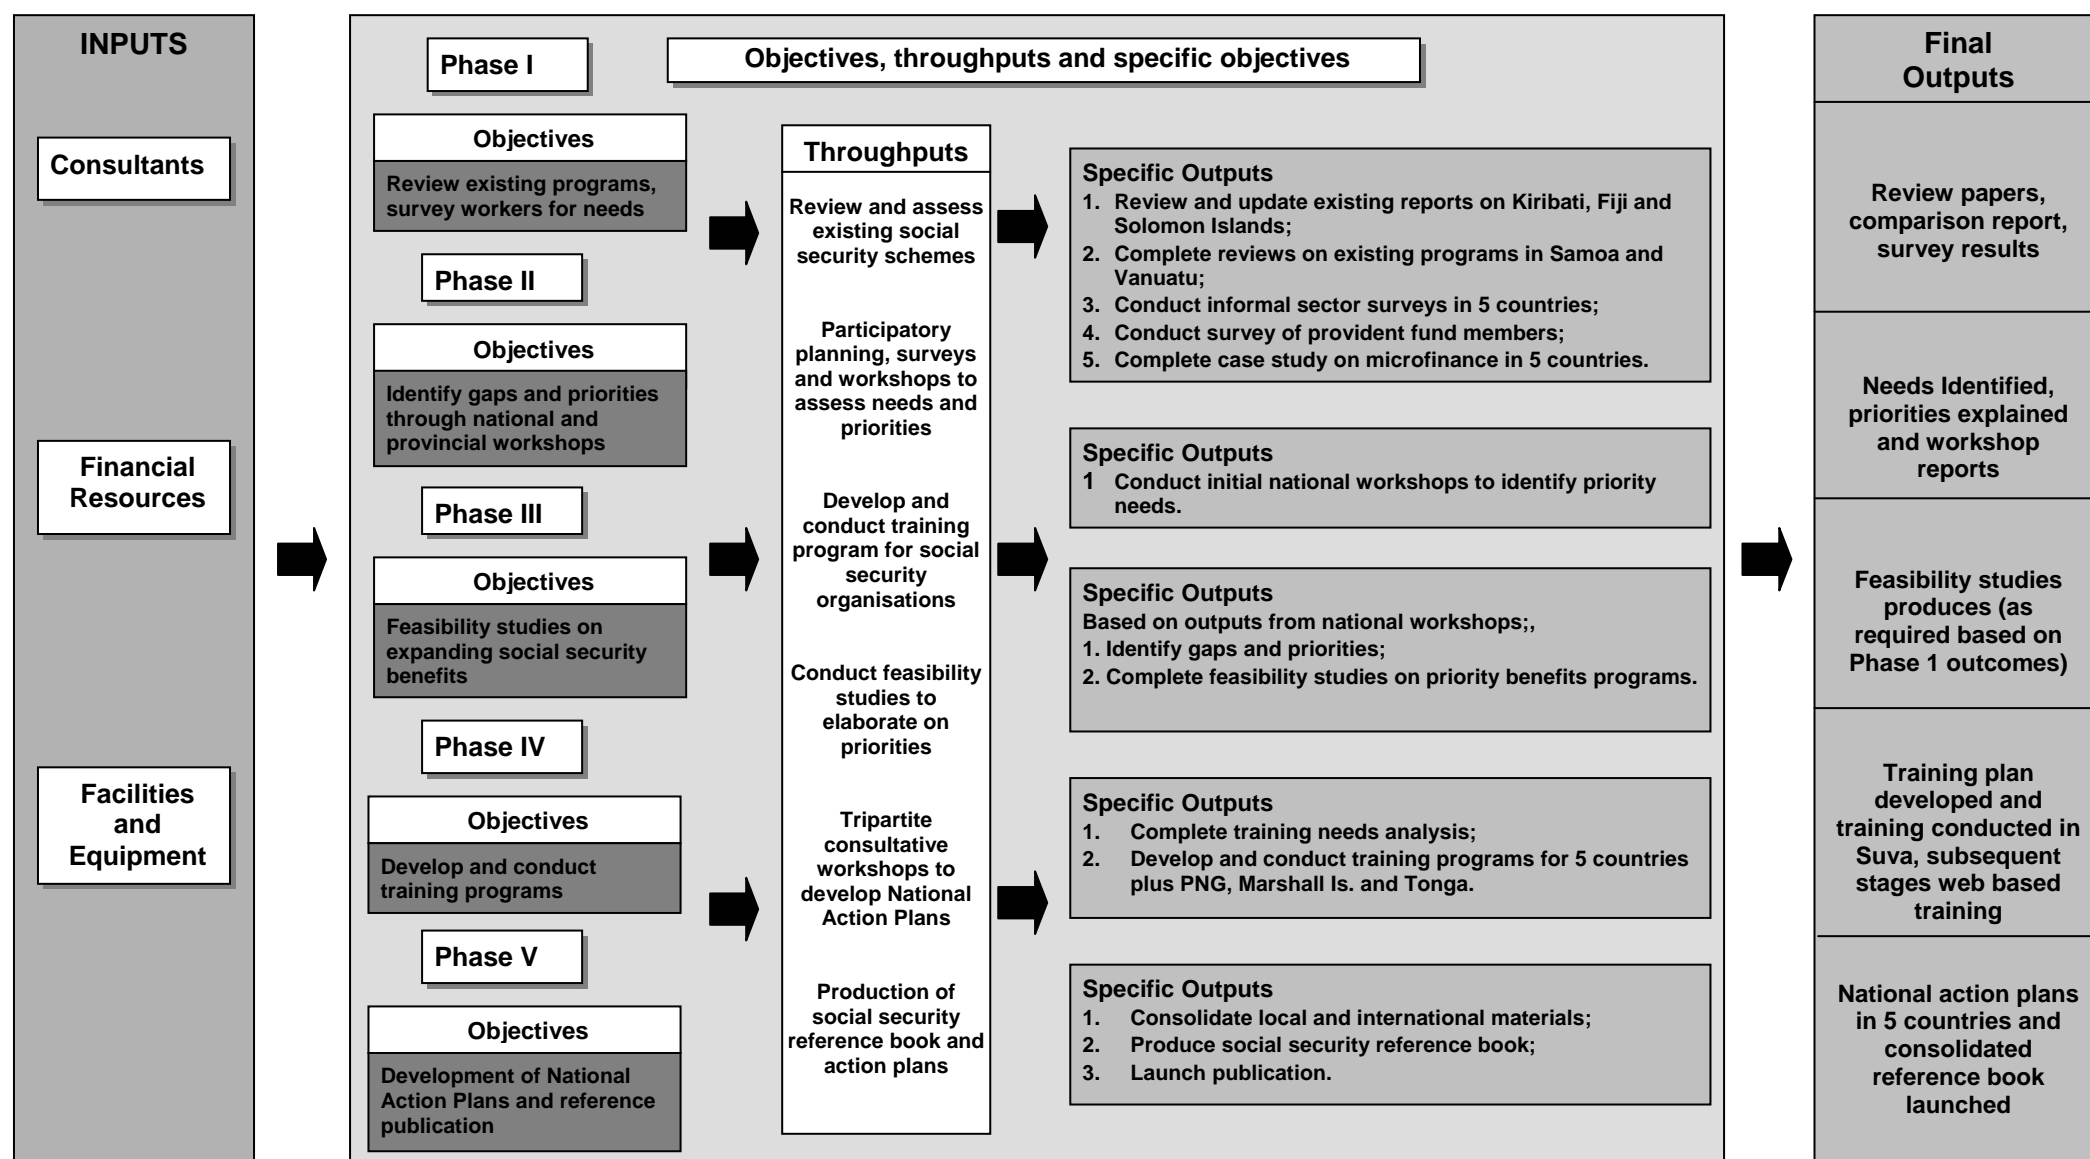 INPUTS
Consultants
Financial
Resources
Facilities
and
Equipment
Phase I
Objectives, throughputs and specific objectives
Objectives
Review existing programs,
survey workers for needs
Phase II
Objectives
Identify gaps and priorities
through national and
provincial workshops
Phase III
Objectives
Feasibility studies on
expanding social security
benefits
Phase IV
Objectives
Develop and conduct
training programs
Phase V
Objectives
Development of National
Action Plans and reference
publication
Throughputs
Review and assess
existing social
security schemes
Participatory
planning, surveys
and workshops to
assess needs and
priorities
Develop and
conduct training
program for social
security
organisations
Conduct feasibility
studies to
elaborate on
priorities
Tripartite
consultative
workshops to
develop National
Action Plans
Production of
social security
reference book and
action plans
Specific Outputs
1. Review and update existing reports on Kiribati, Fiji and
Solomon Islands;
2. Complete reviews on existing programs in Samoa and
Vanuatu;
3. Conduct informal sector surveys in 5 countries;
4. Conduct survey of provident fund members;
5. Complete case study on microfinance in 5 countries.
Specific Outputs
1 Conduct initial national workshops to identify priority
needs.
Specific Outputs
Based on outputs from national workshops;,
1. Identify gaps and priorities;
2. Complete feasibility studies on priority benefits programs.
Specific Outputs
1. Complete training needs analysis;
2. Develop and conduct training programs for 5 countries
plus PNG, Marshall Is. and Tonga.
Specific Outputs
1. Consolidate local and international materials;
2. Produce social security reference book;
3. Launch publication.
Final
Outputs
Review papers,
comparison report,
survey results
Needs Identified,
priorities explained
and workshop
reports
Feasibility studies
produces (as
required based on
Phase 1 outcomes)
Training plan
developed and
training conducted in
Suva, subsequent
stages web based
training
National action plans
in 5 countries and
consolidated
reference book
launched